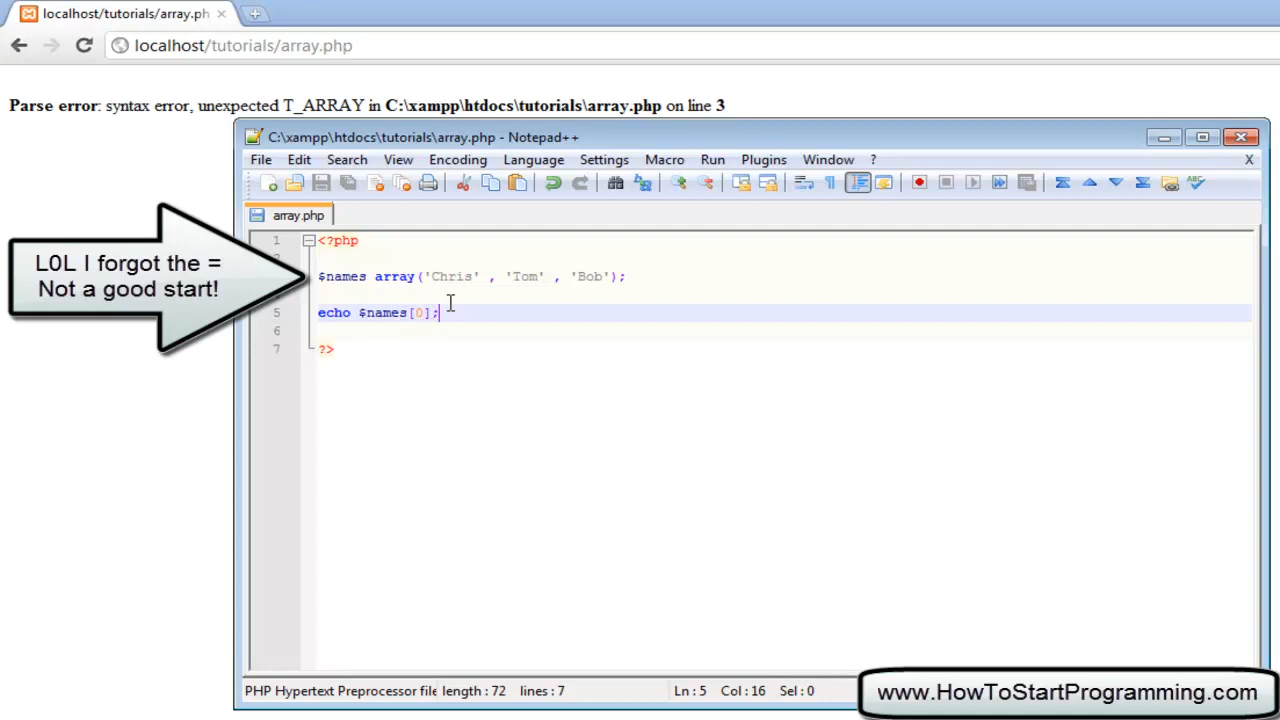 localhost/tutorials/array.ph
localhost/tutorials/array.php
Parse error: syntax error, unexpected T_ARRAY in C:\xampp\htdocs\tutorials\array.php on line 3
C:\xampp\htdocs\tutorials\array.php - Notepad++
File Edit Search View Encoding Language Settings Macro Run Plugins Window ? X
array.php
L0L I forgot the =
Not a good start!
1 <?php
$names array('Chris' , 'Tom' , 'Bob');
5 echo $names[0];
6
7 ?>
PHP Hypertext Preprocessor file length : 72 lines : 7 Ln : 5 Col : 16 Sel : 0
www.HowToStartProgramming.com